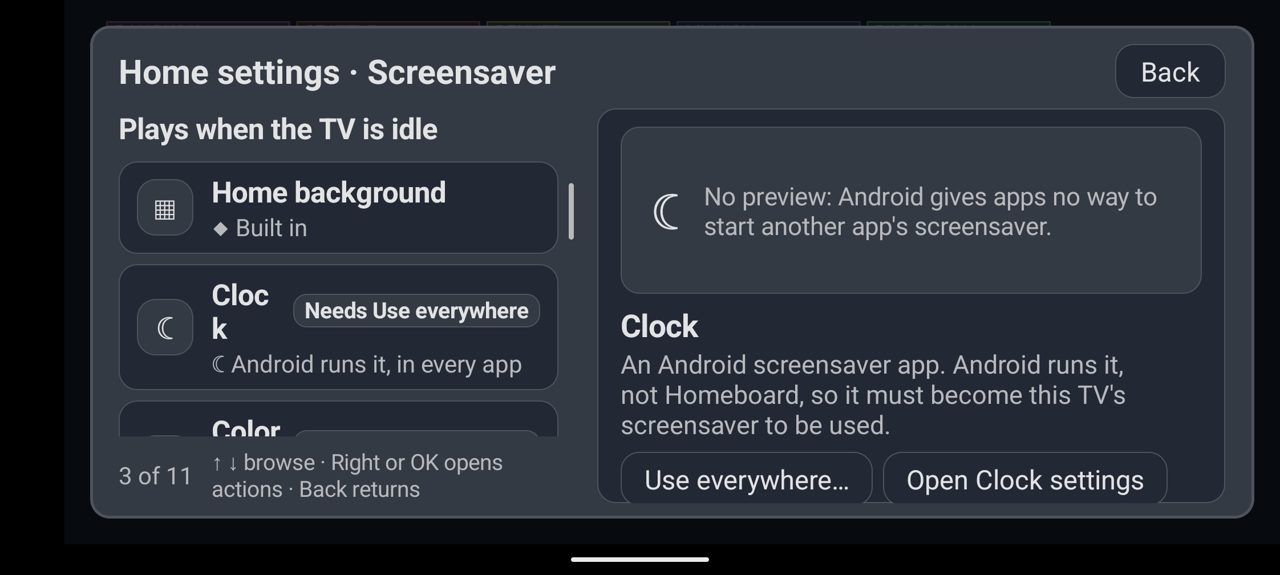 Home settings · Screensaver
Back
Plays when the TV is idle
Home background
◆ Built in
Cloc
k
Needs Use everywhere
☾ Android runs it, in every app
Color
3 of 11
↑ ↓ browse · Right or OK opens
actions · Back returns
No preview: Android gives apps no way to
start another app's screensaver.
Clock
An Android screensaver app. Android runs it,
not Homeboard, so it must become this TV's
screensaver to be used.
Use everywhere…
Open Clock settings